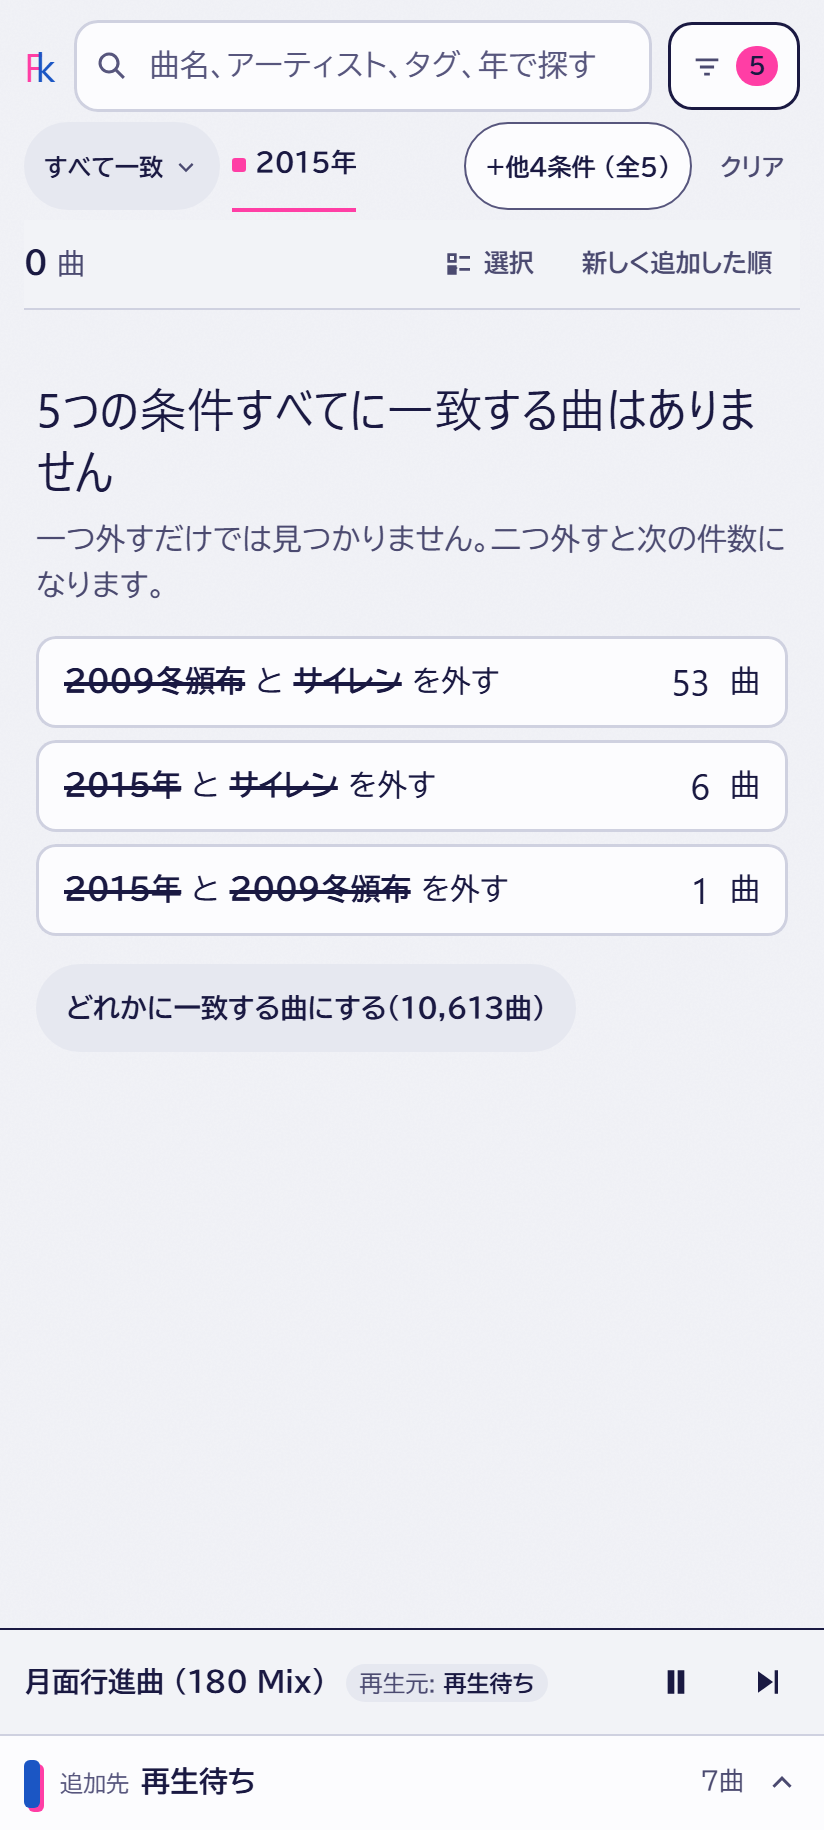 Fk
曲名、アーティスト、タグ、年で探す
5
すべて一致
2015年
+他4条件（全5）
クリア
0 曲
選択
新しく追加した順
5つの条件すべてに一致する曲はありま
せん
一つ外すだけでは見つかりません。二つ外すと次の件数に
なります。
2009冬頒布 と サイレン を外す 53 曲
2015年 と サイレン を外す 6 曲
2015年 と 2009冬頒布 を外す 1 曲
どれかに一致する曲にする（10,613曲）
月面行進曲（180 Mix） 再生元: 再生待ち
追加先 再生待ち 7曲